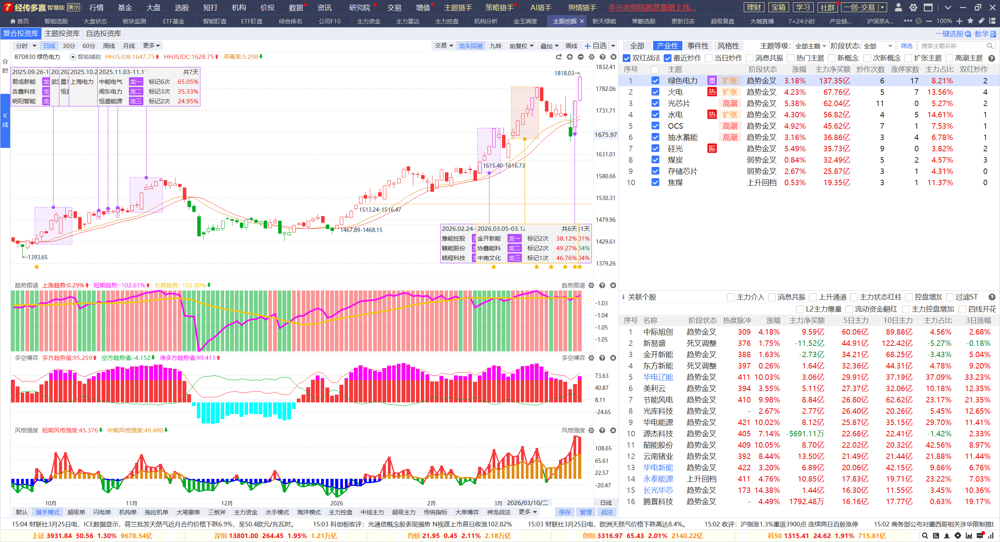 经传多赢 智尊版 演示 行情 基金 大盘 选股 短打 机构 价投 数据 资讯 研究院 交易 增值 主题猎手 策略猎手 AI猎手 舆情猎手 李兴老师陪跑营重磅上线... 理财 宝箱 学习 社群 一创-交易
首页 智能选股 大盘状态 板块监测 ETF基金 智能盯盘 ETF盯盘 综合排名 公司F10 主力资金 主力雷达 主力控盘 机构分析 金玉满堂 主题挖掘 新天绿能 策略选股 更新日志 超级复盘 大咖直播 7×24小时 产业链... 沪深京A... 100%
复合投资库 主题投资库 自选投资库 一键选股 教学
分时 日线 30分 60分 周线 月线 更多 交易 龙头回溯 九转 前复权 叠加 画线 自选
分时
K线
870830 绿色电力 智能辅助 HHJSJDB:1647.75 HHJSJDC:1628.75 乖离率:5.298
2025.11.03-11.1 共7天
易成新能 上海电力 中能电气 龙一 标记6次 65.05%
吉鑫科技 闽东电力 龙二 标记3次 35.33%
明阳智能 恒盛能源 龙三 标记2次 24.95%
1818.03
1832.41
1782.06
1731.71
1675.97
1631.01
1580.66
1530.31
1479.96
1429.61
1379.26
1615.40-1616.73
1513.24-1516.47
1467.89-1468.15
1393.65
2026.02.24- 2026.03.05-03.12 共6天 1天
豫能控股 金开新能 龙一 标记2次 38.12% 01%
赣能股份 协鑫能科 龙二 标记2次 49.27% 04%
晓程科技 中南文化 龙三 标记1次 46.76% 04%
趋势图谱 上涨趋势:0.29% 短期趋势:-102.61% 长期趋势:-102.89% 趋势图谱
-1.03
-1.04
-1.05
-1.05
多空博弈 多方趋势值:95.259 空方趋势值:-4.152 净多方趋势值:99.411 多空博弈
73.63
40.87
8.11
-24.65
风格强度 短期风格强度:45.376 中期风格强度:49.480 风格强度
108.65
65.61
22.57
-20.47
10月 11月 12月 2026 2月 3月 2026/03/10/二 日线
默认 猎手模式 超级单 闪电单 机构单 拖拉机单 大笔撤单 三板斧 主力资金 水手模式 海洋模式 主力控盘 中线主力 超级主力 传统指标 大单博弈 神龙战法 更多 保存 管理 战法
全部 产业性 事件性 风格性 主题等级: 全部主题 阶段状态: 全部 筛选 搜索主题名称
双红战法 最近炒作 当日炒作 消息共振 热门主题 新概念 次新概念 扩张主题 高潮主题
序号 主题 阶段状态 涨幅 主力净买额 炒作次数 涨停家数 主力占比 双红炒作
1 绿色电力 重 扩张 趋势金叉 3.18% 137.35亿 6 17 8.21% 2
2 火电 热 扩张 趋势金叉 4.23% 67.76亿 5 7 13.56% 4
3 光芯片 高潮 趋势金叉 5.38% 62.04亿 11 0 5.27% 2
4 水电 热 扩张 趋势金叉 4.30% 56.82亿 4 5 14.61% 1
5 OCS 高潮 趋势金叉 4.92% 45.62亿 7 1 7.53% 1
6 抽水蓄能 高潮 趋势金叉 3.16% 36.86亿 3 4 6.78% 1
7 硅光 振 趋势金叉 5.49% 35.73亿 9 0 3.82% 2
8 煤炭 弱势金叉 0.84% 32.49亿 5 2 4.57% 3
9 存储芯片 弱势金叉 2.67% 25.87亿 3 1 4.31% 0
10 焦煤 上升回档 0.53% 19.35亿 3 1 11.37% 0
关联个股 主力介入 消息共振 上升通道 主力状态红柱 控盘增加 过滤ST
L2主力爆量 流动资金翻红 主力控盘增加 四线开花
序号 名称 阶段状态 热度脉冲 涨幅 主力净买额 5日主力 10日主力 主力占比 3日涨幅
1 中际旭创 趋势金叉 309 4.18% 9.59亿 60.06亿 89.88亿 4.56% 2.68%
2 新易盛 死叉调整 376 1.75% -11.52亿 44.91亿 122.42亿 -5.27% -0.18%
3 金开新能 趋势金叉 388 1.63% -2.73亿 34.21亿 68.25亿 -3.43% 5.04%
4 东方新能 死叉调整 397 0.26% 1.64亿 32.36亿 44.31亿 4.78% 9.20%
5 华电辽能 趋势金叉 411 10.03% 3.06亿 29.91亿 37.19亿 37.09% 33.23%
6 美利云 趋势金叉 394 3.55% 5.11亿 27.37亿 32.06亿 10.18% 12.35%
7 节能风电 趋势金叉 410 9.98% 8.84亿 26.80亿 62.62亿 23.17% 21.35%
8 光库科技 趋势金叉 - 2.67% 2.77亿 26.40亿 20.26亿 5.45% 12.65%
9 华电能源 趋势金叉 421 10.02% 8.12亿 25.87亿 35.15亿 29.70% 11.41%
10 源杰科技 趋势金叉 405 7.14% -5691.11万 22.68亿 22.41亿 -1.42% 2.33%
11 韶能股份 趋势金叉 409 10.05% 8.70亿 22.02亿 20.32亿 42.56% 8.97%
12 云南锗业 趋势金叉 392 8.44% 13.50亿 21.49亿 21.44亿 21.88% 11.44%
13 华电新能 趋势金叉 422 3.20% 6.89亿 20.06亿 42.15亿 9.86% 6.76%
14 永泰能源 上升回档 411 4.76% 10.85亿 17.83亿 19.71亿 23.22% 7.03%
15 长光华芯 趋势金叉 173 14.38% 1.44亿 16.30亿 11.55亿 3.45% 10.36%
16 腾景科技 趋势金叉 - 4.49% 1792.48万 16.16亿 17.77亿 0.63% 19.17%
15:04 财联社3月25日电，ICE数据显示，荷兰批发天然气近月合约价格下跌6.9%，至50.4欧元/兆瓦时。 15:03 科创板收评：光通信概念股表现强势 N视涯上市首日收涨102.82% 15:03 财联社3月25日电，欧洲天然气价格下跌高达8.4%。 15:02 收评：沪指涨1.3%重返3900点 连续两日百股涨停 15:02 商务部公布对墨西哥相关涉华限制措施
上证 3931.84 50.56 1.30% 9678.54亿 深指 13801.00 264.45 1.95% 1.21万亿 均价 21.95 0.45 2.11% 2.18万亿 创指 3316.97 65.43 2.01% 2140.22亿 科50 1315.41 24.62 1.91% 715.81亿